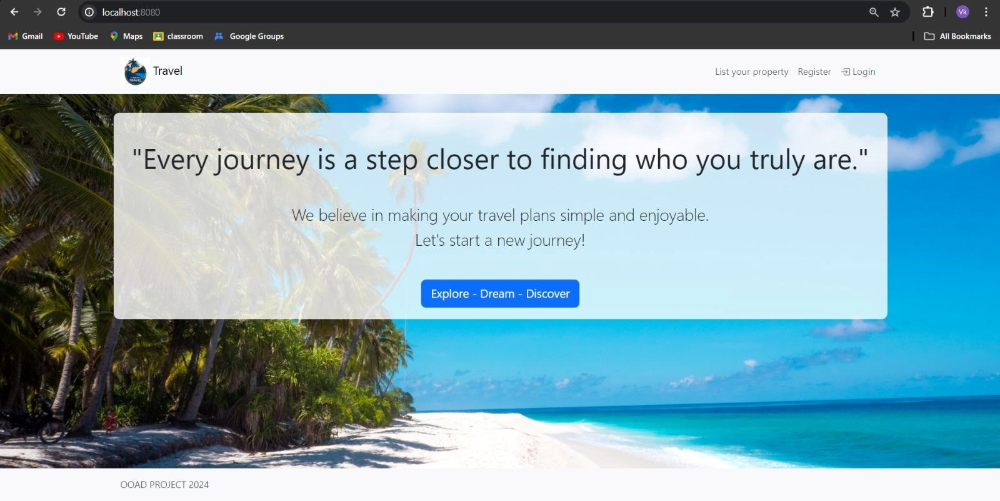 localhost:8080
Vk
Gmail YouTube Maps classroom Google Groups All Bookmarks
TRAVEL Travel List your property Register Login
"Every journey is a step closer to finding who you truly are."
We believe in making your travel plans simple and enjoyable.
Let's start a new journey!
Explore - Dream - Discover
OOAD PROJECT 2024